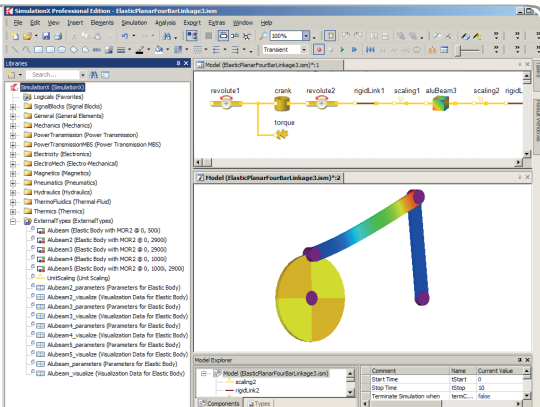 SimulationX Professional Edition - ElasticPlanarFourBarLinkage3.ism
File Edit View Insert Elements Simulation Analysis Export Extras Window Help
100%
Transient
Libraries
Search...
SimulationX (SimulationX)
Logicals (Favorites)
SignalBlocks (Signal Blocks)
General (General Elements)
Mechanics (Mechanics)
PowerTransmission (Power Transmission)
PowerTransmissionMBS (Power Transmission MBS)
Electricity (Electronics)
ElectroMech (Electro-Mechanical)
Magnetics (Magnetics)
Pneumatics (Pneumatics)
Hydraulics (Hydraulics)
ThermoFluidics (Thermal-Fluid)
Thermics (Thermics)
ExternalTypes (ExternalTypes)
Alubeam (Elastic Body with MOR2 @ 0, 500)
Alubeam2 (Elastic Body with MOR2 @ 0, 2900)
Alubeam3 (Elastic Body with MOR2 @ 0, 2900)
Alubeam4 (Elastic Body with MOR2 @ 0, 1000)
Alubeam5 (Elastic Body with MOR2 @ 0, 1000, 2900)
UnitScaling (Unit Scaling)
Alubeam2_parameters (Parameters for Elastic Body)
Alubeam2_visualize (Visualization Data for Elastic Body)
Alubeam3_parameters (Parameters for Elastic Body)
Alubeam3_visualize (Visualization Data for Elastic Body)
Alubeam4_parameters (Parameters for Elastic Body)
Alubeam4_visualize (Visualization Data for Elastic Body)
Alubeam5_parameters (Parameters for Elastic Body)
Alubeam5_visualize (Visualization Data for Elastic Body)
Alubeam_parameters (Parameters for Elastic Body)
Alubeam_visualize (Visualization Data for Elastic Body)
Model (ElasticPlanarFourBarLinkage3.ism)*:1
revolute1 crank revolute2 rigidLink1 scaling1 aluBeam3 scaling2 rigidL
torque
Model (ElasticPlanarFourBarLinkage3.ism)*:2
Model Explorer
Model (ElasticPlanarFourBarLinkage3.ism)
scaling2
rigidLink2
Components Types
Comment Name Current Value
Start Time tStart 0
Stop Time tStop 10
Terminate Simulation when termC... false